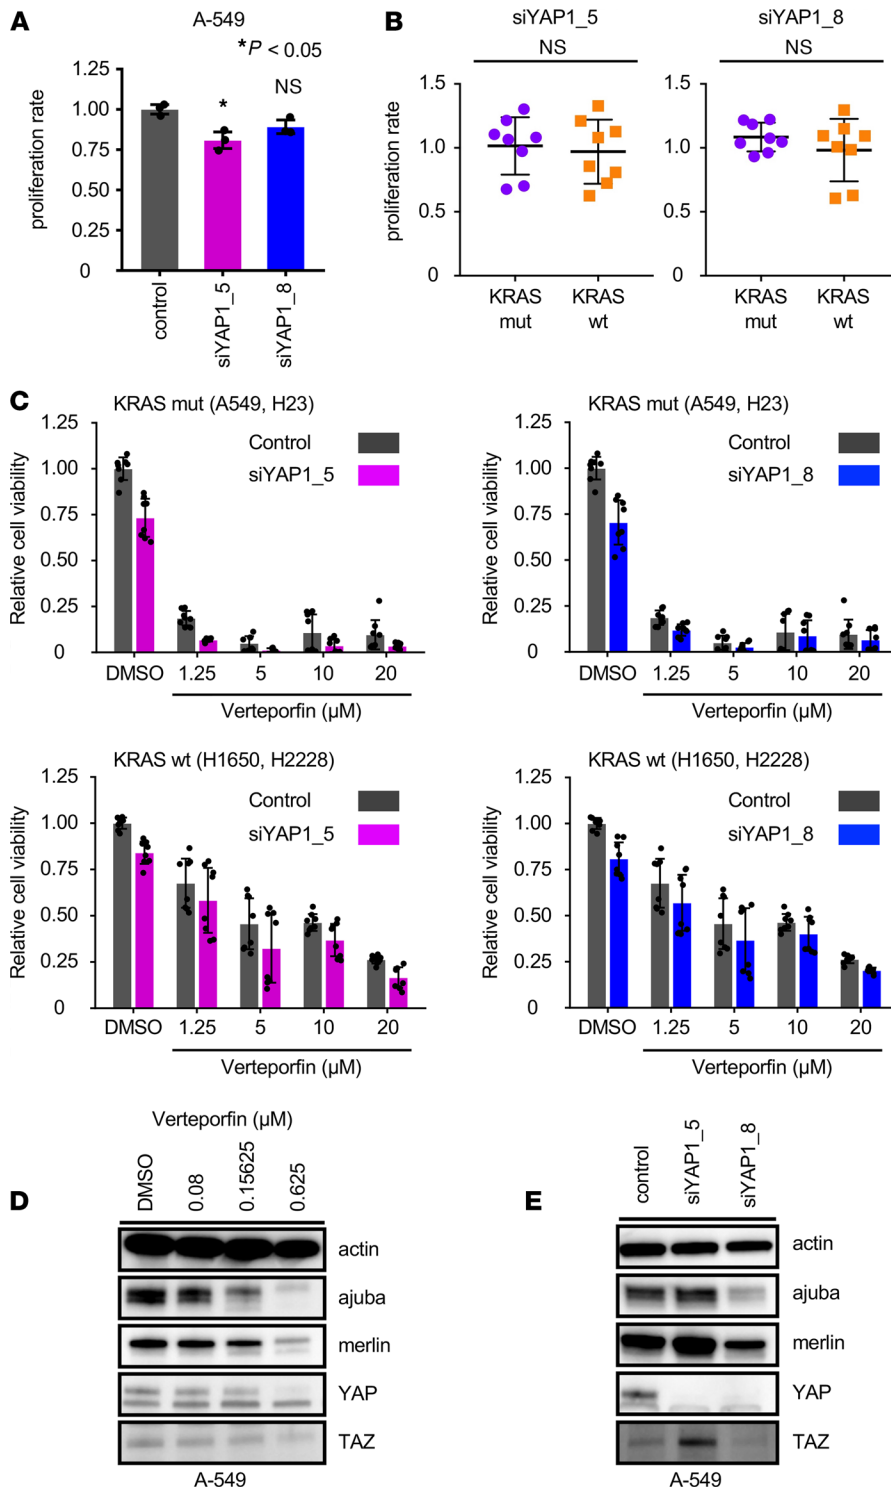 A
A-549
*P < 0.05
proliferation rate
1.25
1.00
0.75
0.50
0.25
0
*
NS
control
siYAP1_5
siYAP1_8
B
siYAP1_5
NS
proliferation rate
1.5
1.0
0.5
0
KRAS mut
KRAS wt
siYAP1_8
NS
1.5
1.0
0.5
0
KRAS mut
KRAS wt
C
KRAS mut (A549, H23)
Relative cell viability
1.25
1.00
0.75
0.50
0.25
0
Control
siYAP1_5
DMSO 1.25 5 10 20
Verteporfin (µM)
KRAS mut (A549, H23)
Relative cell viability
1.25
1.00
0.75
0.50
0.25
0
Control
siYAP1_8
DMSO 1.25 5 10 20
Verteporfin (µM)
KRAS wt (H1650, H2228)
Relative cell viability
1.25
1.00
0.75
0.50
0.25
0
Control
siYAP1_5
DMSO 1.25 5 10 20
Verteporfin (µM)
KRAS wt (H1650, H2228)
Relative cell viability
1.25
1.00
0.75
0.50
0.25
0
Control
siYAP1_8
DMSO 1.25 5 10 20
Verteporfin (µM)
D
Verteporfin (µM)
DMSO
0.08
0.15625
0.625
actin
ajuba
merlin
YAP
TAZ
A-549
E
control
siYAP1_5
siYAP1_8
actin
ajuba
merlin
YAP
TAZ
A-549